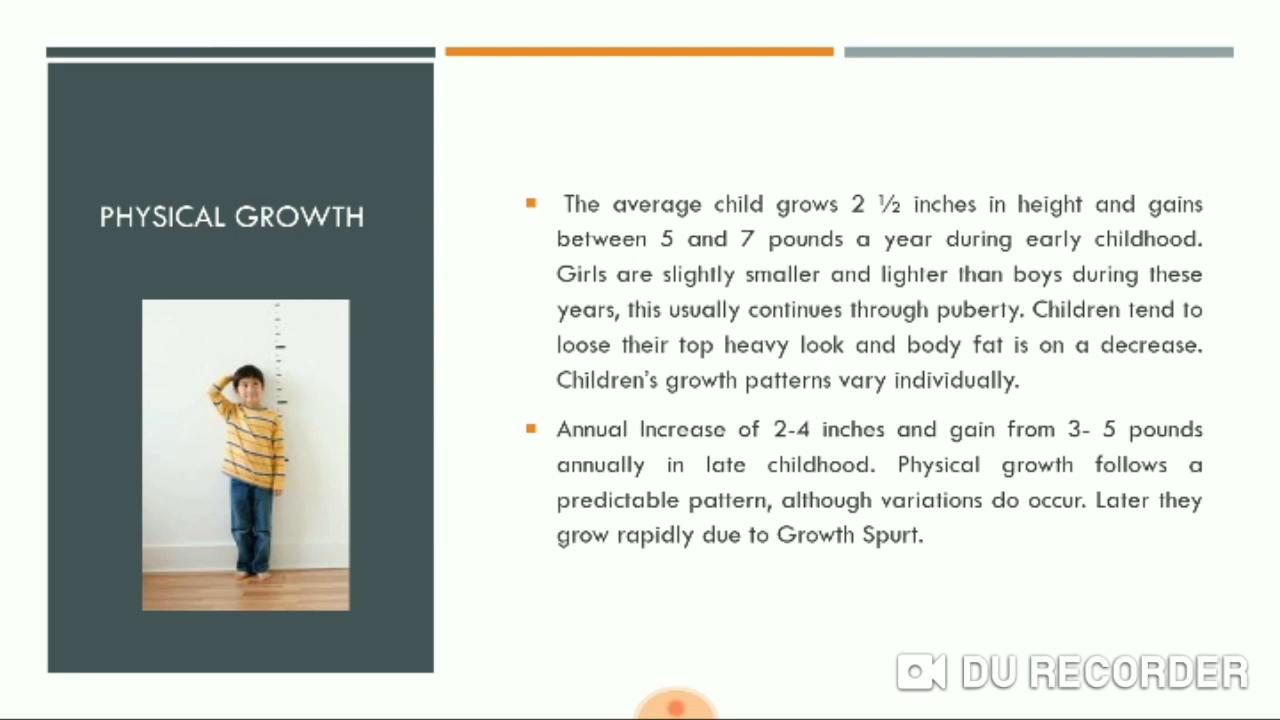 PHYSICAL GROWTH
The average child grows 2 ½ inches in height and gains
between 5 and 7 pounds a year during early childhood.
Girls are slightly smaller and lighter than boys during these
years, this usually continues through puberty. Children tend to
loose their top heavy look and body fat is on a decrease.
Children's growth patterns vary individually.
Annual Increase of 2-4 inches and gain from 3- 5 pounds
annually in late childhood. Physical growth follows a
predictable pattern, although variations do occur. Later they
grow rapidly due to Growth Spurt.
DU RECORDER